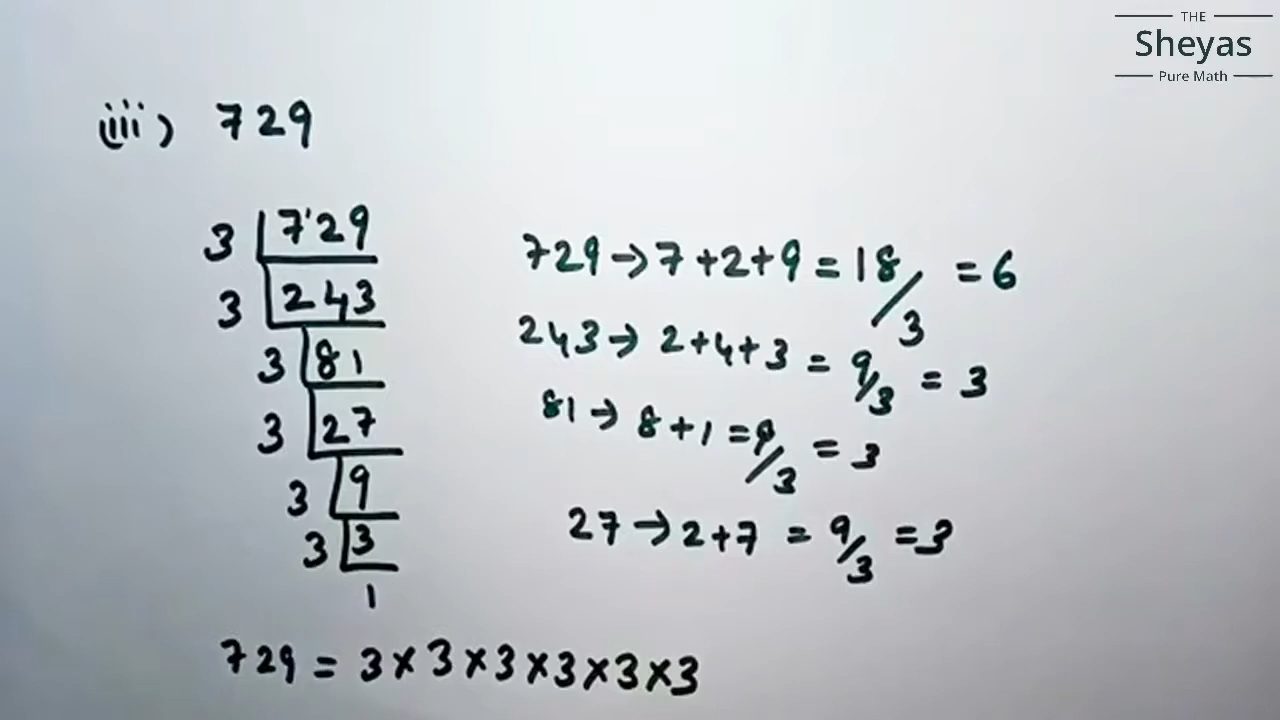 THE
Sheyas
Pure Math
(iii) 729
3 | 729
3 | 243
3 | 81
3 | 27
3 | 9
3 | 3
1
729 → 7+2+9 = 18/3 = 6
243 → 2+4+3 = 9/3 = 3
81 → 8+1 = 9/3 = 3
27 → 2+7 = 9/3 = 3
729 = 3×3×3×3×3×3